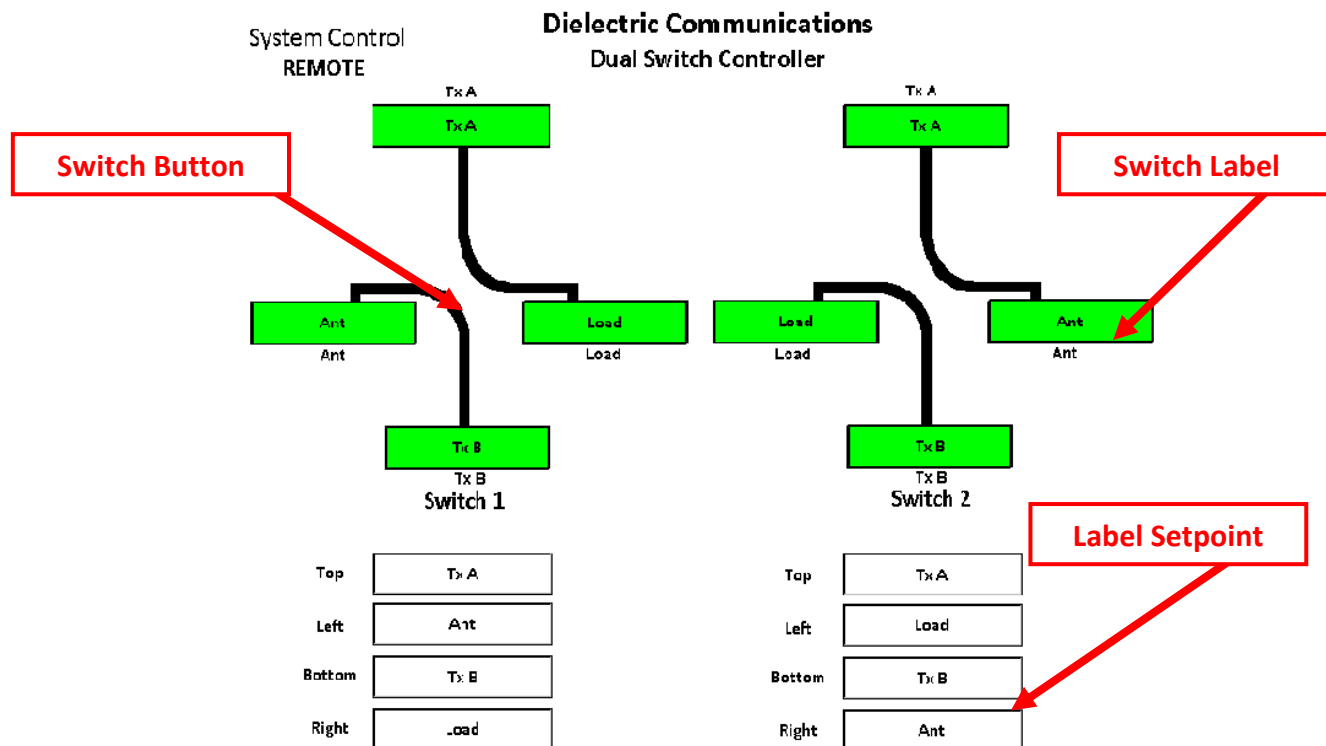 Dielectric Communications
System Control
REMOTE
Dual Switch Controller
Tx A
Tx A
Tx A
Tx A
Switch Button
Switch Label
Ant
Load
Load
Ant
Ant
Load
Load
Ant
Tx B
Tx B
Tx B
Tx B
Switch 1
Switch 2
Label Setpoint
Top
Tx A
Top
Tx A
Left
Ant
Left
Load
Bottom
Tx B
Bottom
Tx B
Right
Load
Right
Ant